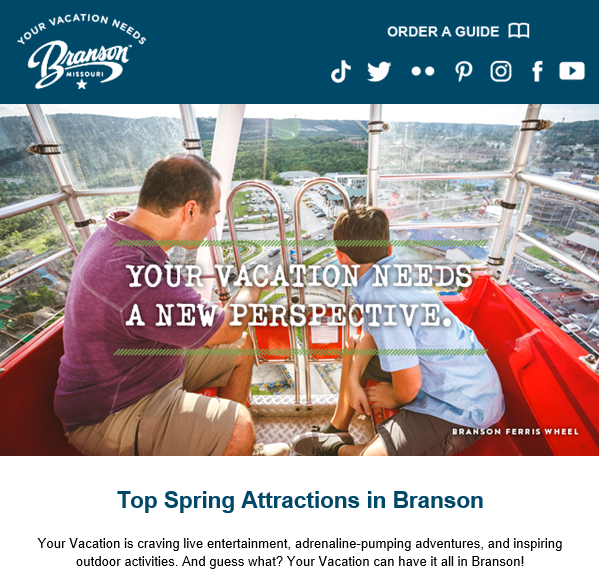 YOUR VACATION NEEDS
Branson™
MISSOURI
ORDER A GUIDE
YOUR VACATION NEEDS
A NEW PERSPECTIVE.
BRANSON FERRIS WHEEL
Top Spring Attractions in Branson
Your Vacation is craving live entertainment, adrenaline-pumping adventures, and inspiring
outdoor activities. And guess what? Your Vacation can have it all in Branson!